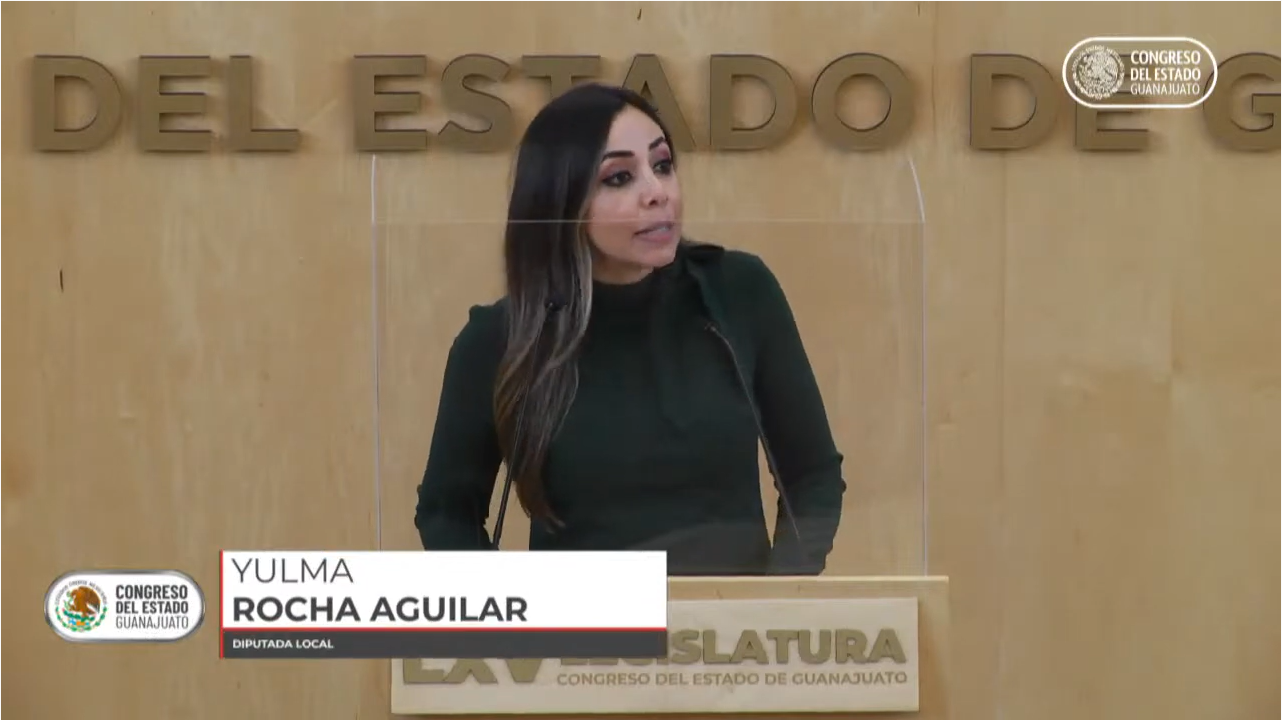 DEL ESTADO DE G
CONGRESO
DEL ESTADO
GUANAJUATO
YULMA
ROCHA AGUILAR
DIPUTADA LOCAL
CONGRESO
DEL ESTADO
GUANAJUATO
LXV LEGISLATURA
CONGRESO DEL ESTADO DE GUANAJUATO